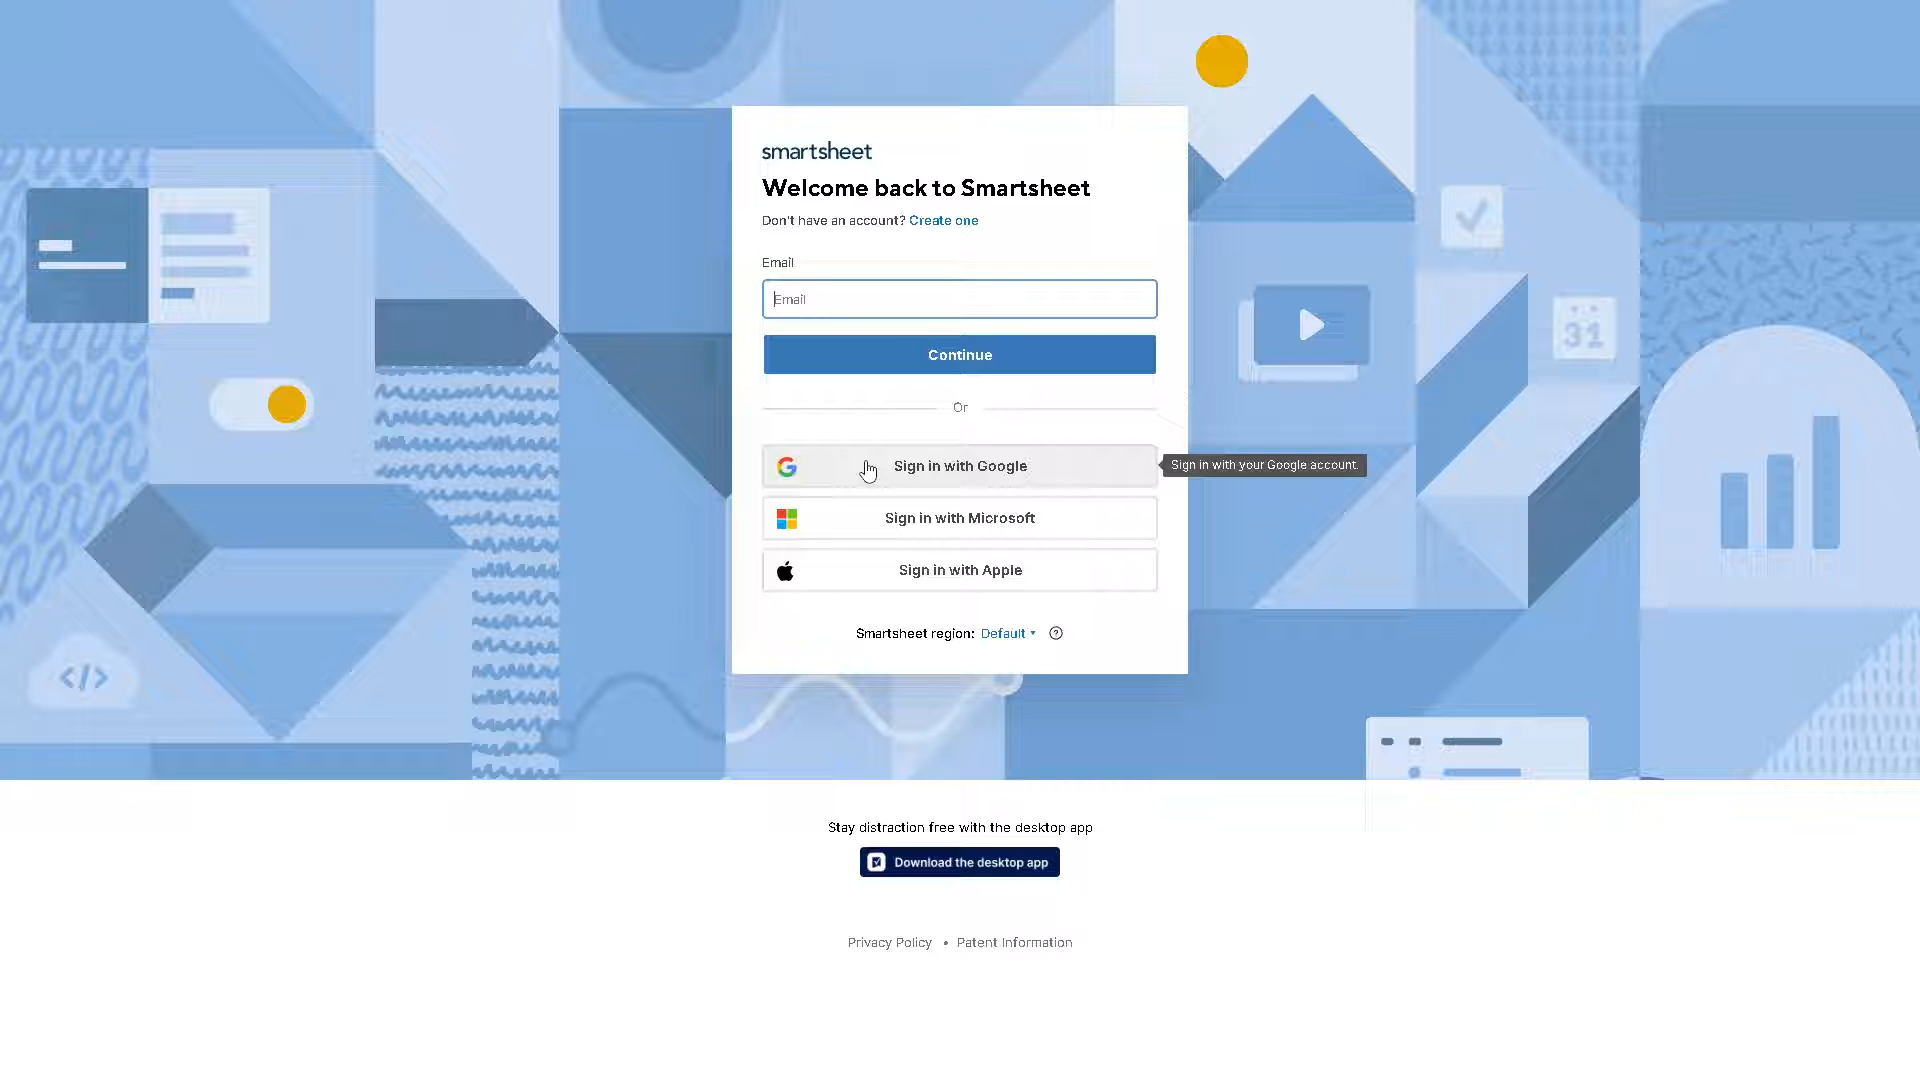 smartsheet
Welcome back to Smartsheet
Don't have an account? Create one
Email
Email
Continue
Or
Sign in with Google
Sign in with your Google account.
Sign in with Microsoft
Sign in with Apple
Smartsheet region: Default
31
</>
Stay distraction free with the desktop app
Download the desktop app
Privacy Policy • Patent Information